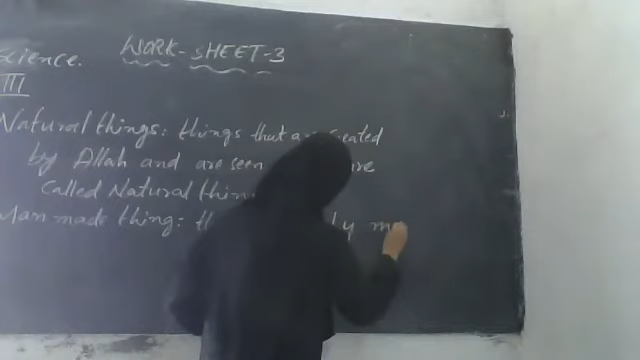 Science. WORK-SHEET-3
III
Natural things: things that are created
by Allah and are seen
called Natural thin
Man made thing: th by m